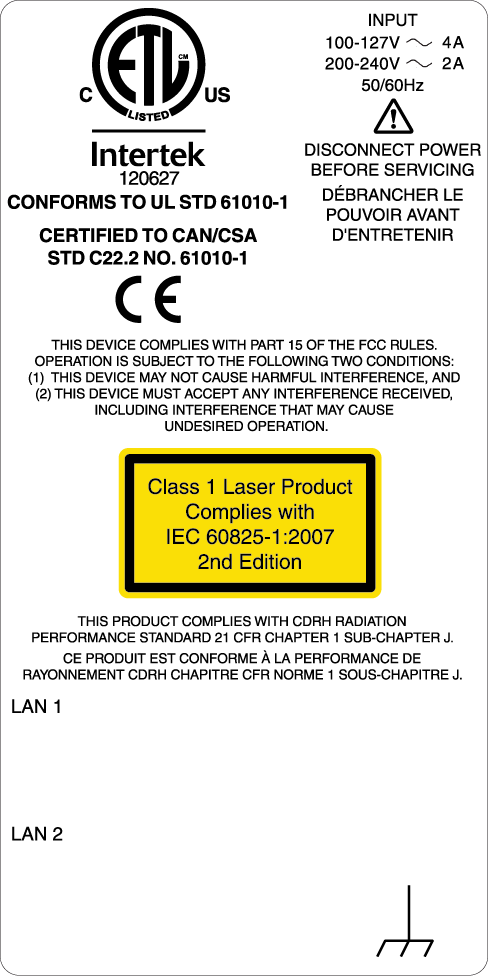 ETL CM
C LISTED US
Intertek
120627
CONFORMS TO UL STD 61010-1
CERTIFIED TO CAN/CSA
STD C22.2 NO. 61010-1
CE
INPUT
100-127V ~ 4A
200-240V ~ 2A
50/60Hz
DISCONNECT POWER
BEFORE SERVICING
DÉBRANCHER LE
POUVOIR AVANT
D'ENTRETENIR
THIS DEVICE COMPLIES WITH PART 15 OF THE FCC RULES.
OPERATION IS SUBJECT TO THE FOLLOWING TWO CONDITIONS:
(1) THIS DEVICE MAY NOT CAUSE HARMFUL INTERFERENCE, AND
(2) THIS DEVICE MUST ACCEPT ANY INTERFERENCE RECEIVED,
INCLUDING INTERFERENCE THAT MAY CAUSE
UNDESIRED OPERATION.
Class 1 Laser Product
Complies with
IEC 60825-1:2007
2nd Edition
THIS PRODUCT COMPLIES WITH CDRH RADIATION
PERFORMANCE STANDARD 21 CFR CHAPTER 1 SUB-CHAPTER J.
CE PRODUIT EST CONFORME À LA PERFORMANCE DE
RAYONNEMENT CDRH CHAPITRE CFR NORME 1 SOUS-CHAPITRE J.
LAN 1
LAN 2